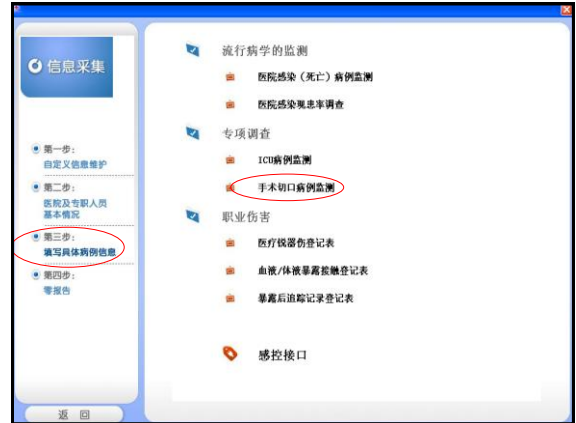 信息采集
第一步:
自定义信息维护
第二步:
医院及专职人员
基本情况
第三步:
填写具体病例信息
第四步:
零报告
返 回
流行病学的监测
医院感染（死亡）病例监测
医院感染现患率调查
专项调查
ICU病例监测
手术切口病例监测
职业伤害
医疗锐器伤登记表
血液/体液暴露接触登记表
暴露后追踪记录登记表
感控接口